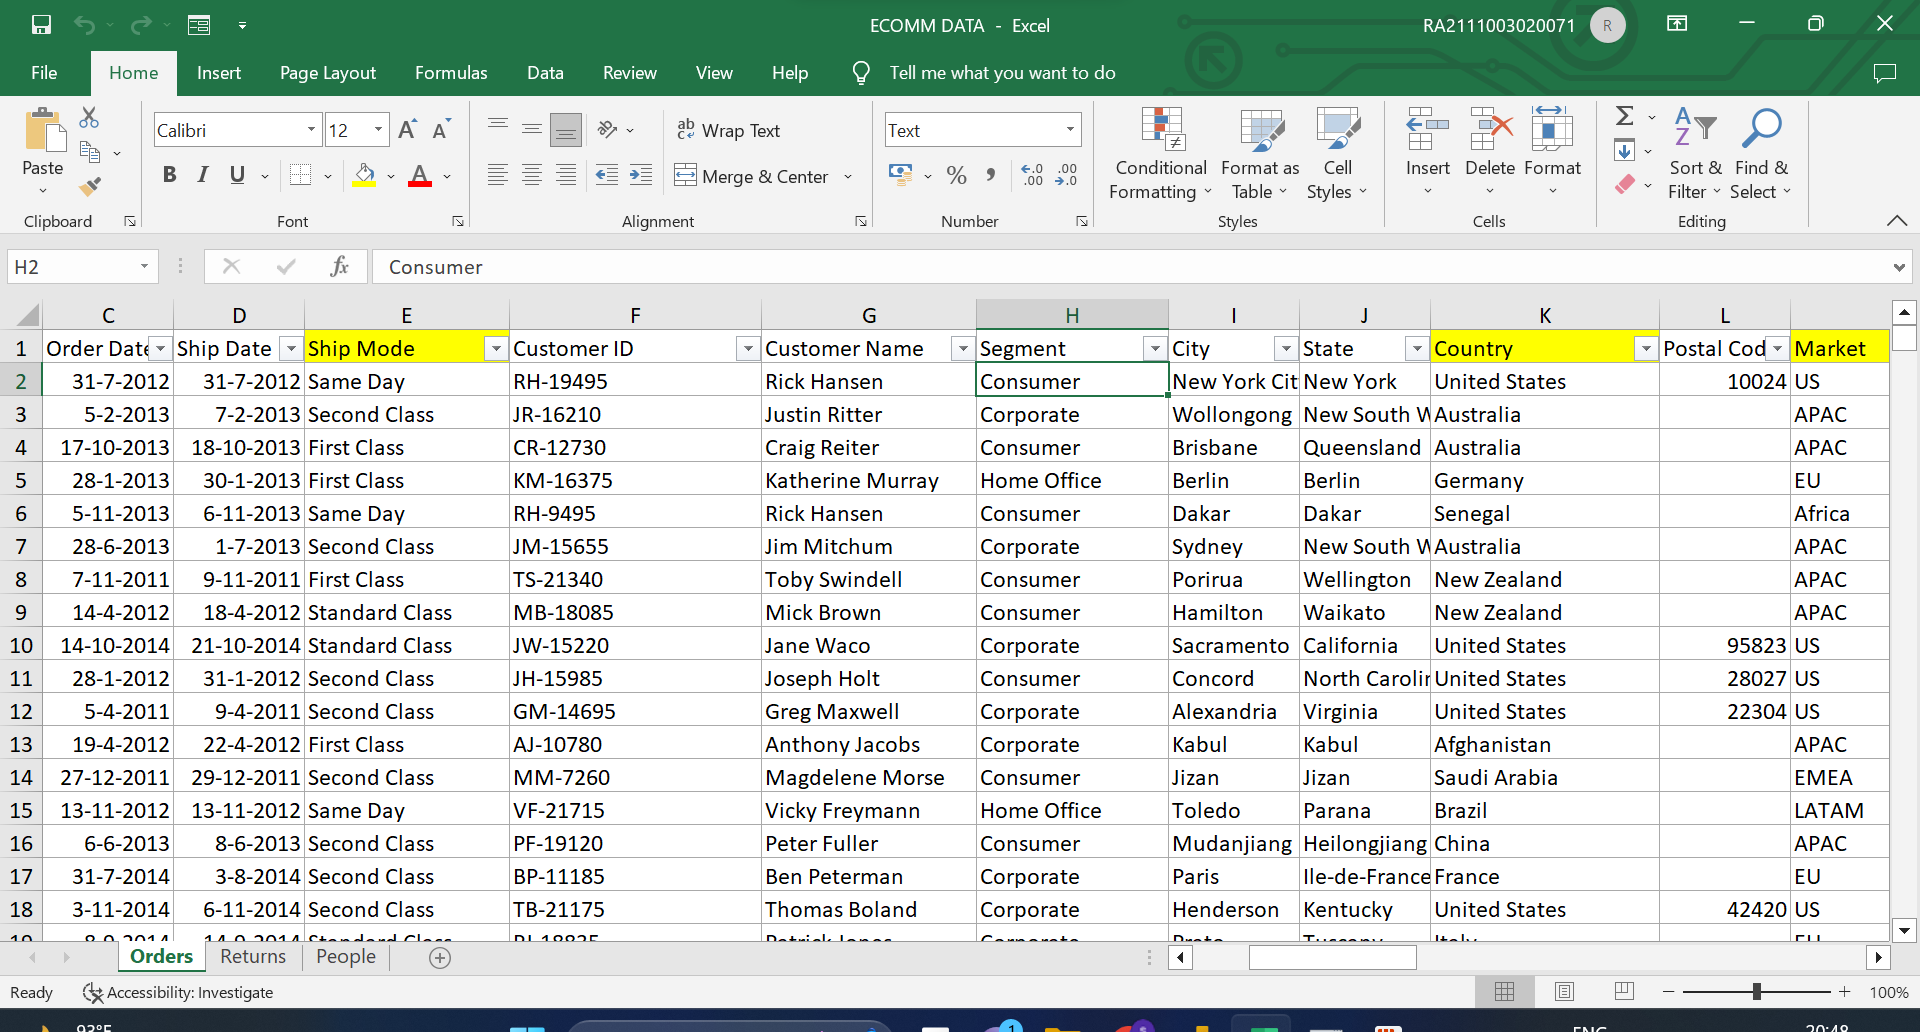 ECOMM DATA - Excel
RA2111003020071 R
File Home Insert Page Layout Formulas Data Review View Help Tell me what you want to do
Calibri 12 A A ab Wrap Text Text
Paste B I U A Merge & Center % Conditional Formatting Format as Table Cell Styles Insert Delete Format Sort & Filter Find & Select
Clipboard Font Alignment Number Styles Cells Editing
H2 fx Consumer
C D E F G H I J K L
1 Order Date Ship Date Ship Mode Customer ID Customer Name Segment City State Country Postal Cod Market
2 31-7-2012 31-7-2012 Same Day RH-19495 Rick Hansen Consumer New York Cit New York United States 10024 US
3 5-2-2013 7-2-2013 Second Class JR-16210 Justin Ritter Corporate Wollongong New South W Australia APAC
4 17-10-2013 18-10-2013 First Class CR-12730 Craig Reiter Consumer Brisbane Queensland Australia APAC
5 28-1-2013 30-1-2013 First Class KM-16375 Katherine Murray Home Office Berlin Berlin Germany EU
6 5-11-2013 6-11-2013 Same Day RH-9495 Rick Hansen Consumer Dakar Dakar Senegal Africa
7 28-6-2013 1-7-2013 Second Class JM-15655 Jim Mitchum Corporate Sydney New South W Australia APAC
8 7-11-2011 9-11-2011 First Class TS-21340 Toby Swindell Consumer Porirua Wellington New Zealand APAC
9 14-4-2012 18-4-2012 Standard Class MB-18085 Mick Brown Consumer Hamilton Waikato New Zealand APAC
10 14-10-2014 21-10-2014 Standard Class JW-15220 Jane Waco Corporate Sacramento California United States 95823 US
11 28-1-2012 31-1-2012 Second Class JH-15985 Joseph Holt Consumer Concord North Carolin United States 28027 US
12 5-4-2011 9-4-2011 Second Class GM-14695 Greg Maxwell Corporate Alexandria Virginia United States 22304 US
13 19-4-2012 22-4-2012 First Class AJ-10780 Anthony Jacobs Corporate Kabul Kabul Afghanistan APAC
14 27-12-2011 29-12-2011 Second Class MM-7260 Magdelene Morse Consumer Jizan Jizan Saudi Arabia EMEA
15 13-11-2012 13-11-2012 Same Day VF-21715 Vicky Freymann Home Office Toledo Parana Brazil LATAM
16 6-6-2013 8-6-2013 Second Class PF-19120 Peter Fuller Consumer Mudanjiang Heilongjiang China APAC
17 31-7-2014 3-8-2014 Second Class BP-11185 Ben Peterman Corporate Paris Ile-de-France France EU
18 3-11-2014 6-11-2014 Second Class TB-21175 Thomas Boland Corporate Henderson Kentucky United States 42420 US
Orders Returns People
Ready Accessibility: Investigate 100%